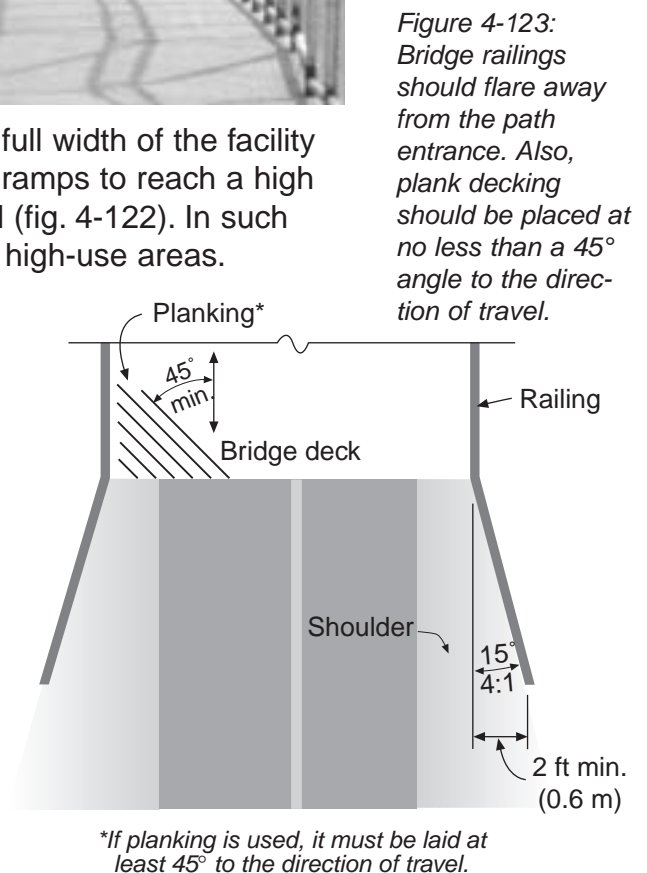 Figure 4-123:
Bridge railings
should flare away
from the path
entrance. Also,
plank decking
should be placed at
no less than a 45°
angle to the direc-
tion of travel.
full width of the facility
ramps to reach a high
(fig. 4-122). In such
high-use areas.
Planking*
45°
min.
Railing
Bridge deck
Shoulder
15°
4:1
2 ft min.
(0.6 m)
*If planking is used, it must be laid at
least 45° to the direction of travel.